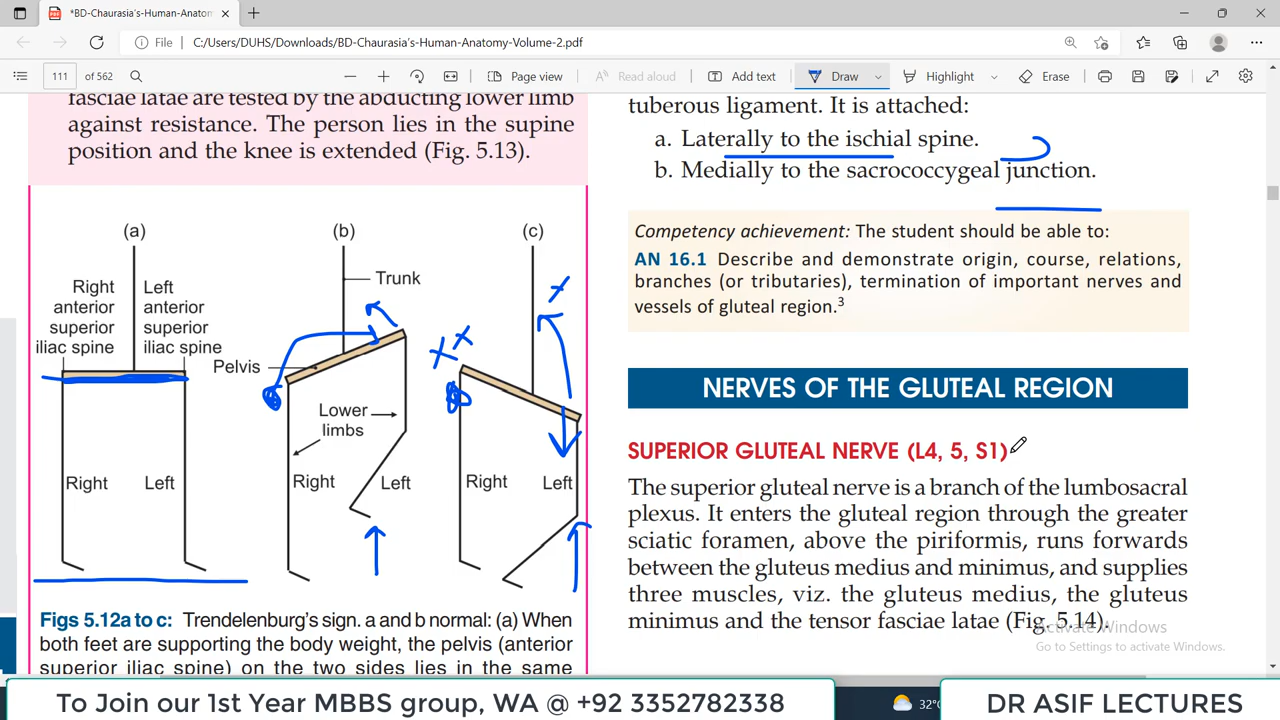 *BD-Chaurasia's-Human-Anatom
File
C:/Users/DUHS/Downloads/BD-Chaurasia's-Human-Anatomy-Volume-2.pdf
111 of 562
Page view
Read aloud
Add text
Draw
Highlight
Erase
fasciae latae are tested by the abducting lower limb
against resistance. The person lies in the supine
position and the knee is extended (Fig. 5.13).
(a)
(b)
(c)
Right
anterior
superior
iliac spine
Left
anterior
superior
iliac spine
Trunk
Pelvis
Lower
limbs
Right
Left
Right
Left
Right
Left
Figs 5.12a to c: Trendelenburg's sign. a and b normal: (a) When
both feet are supporting the body weight, the pelvis (anterior
superior iliac spine) on the two sides lies in the same
tuberous ligament. It is attached:
a. Laterally to the ischial spine.
b. Medially to the sacrococcygeal junction.
Competency achievement: The student should be able to:
AN 16.1 Describe and demonstrate origin, course, relations,
branches (or tributaries), termination of important nerves and
vessels of gluteal region.³
NERVES OF THE GLUTEAL REGION
SUPERIOR GLUTEAL NERVE (L4, 5, S1)
The superior gluteal nerve is a branch of the lumbosacral
plexus. It enters the gluteal region through the greater
sciatic foramen, above the piriformis, runs forwards
between the gluteus medius and minimus, and supplies
three muscles, viz. the gluteus medius, the gluteus
minimus and the tensor fasciae latae (Fig. 5.14).
Activate Windows
Go to Settings to activate Windows.
To Join our 1st Year MBBS group, WA @ +92 3352782338
32°
DR ASIF LECTURES